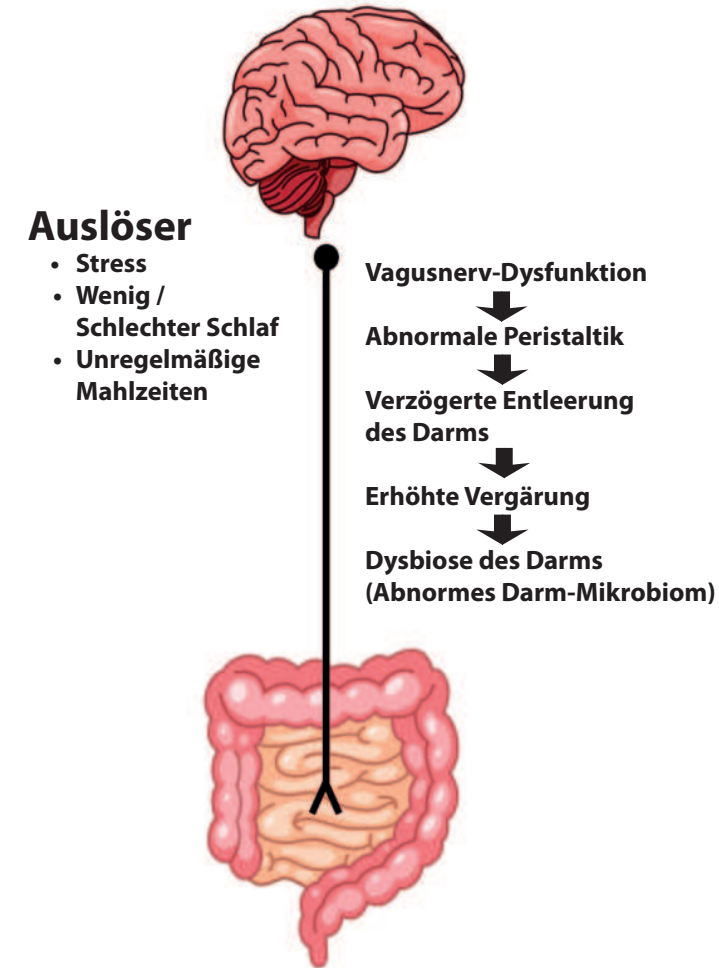 Auslöser
• Stress
• Wenig /
Schlechter Schlaf
• Unregelmäßige
Mahlzeiten
Vagusnerv-Dysfunktion
Abnormale Peristaltik
Verzögerte Entleerung
des Darms
Erhöhte Vergärung
Dysbiose des Darms
(Abnormes Darm-Mikrobiom)